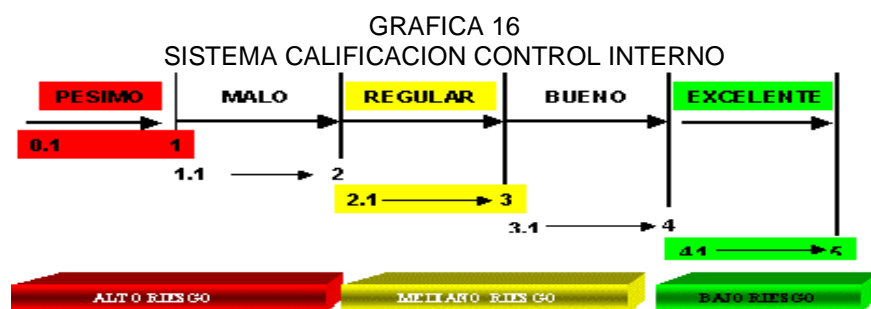 GRAFICA 16
SISTEMA CALIFICACION CONTROL INTERNO
PESIMO MALO REGULAR BUENO EXCELENTE
0.1 1
1.1 2
2.1 3
3.1 4
4.1 5
ALTO RIESGO MEDIANO RIESGO BAJO RIESGO